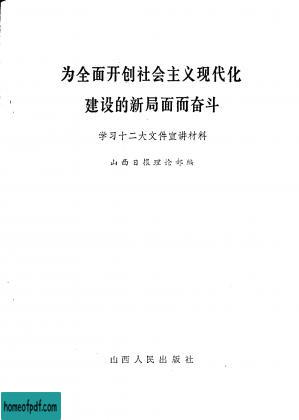 为全面开创社会主义现代化
建设的新局面而奋斗
学习十二大文件宣讲材料
山西日报理论部编
山西人民出版社
homeofpdf.com